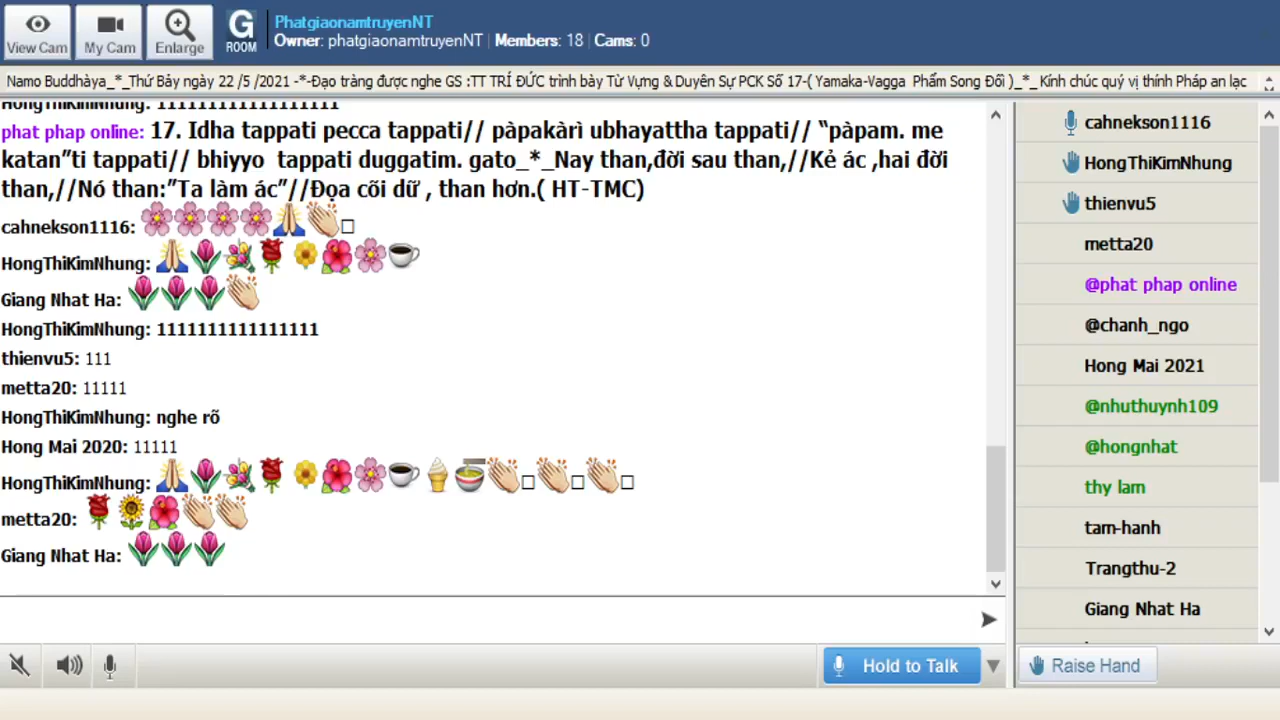 View Cam
My Cam
Enlarge
G
ROOM
PhatgiaonamtruyenNT
Owner: phatgiaonamtruyenNT | Members: 18 | Cams: 0
Namo Buddhàya_*_Thứ Bảy ngày 22 /5 /2021 -*-Đạo tràng được nghe GS :TT TRÍ ĐỨC trình bày Từ Vựng & Duyên Sự PCK Số 17-( Yamaka-Vagga Phẩm Song Đối )_*_ Kính chúc quý vị thính Pháp an lạc
HongThiKimNhung: 111111111111111111
phat phap online: 17. Idha tappati pecca tappati// pàpakàrì ubhayattha tappati// “pàpam. me
katan”ti tappati// bhiyyo tappati duggatim. gato_*_Nay than,đời sau than,//Kẻ ác ,hai đời
than,//Nó than:”Ta làm ác”//Đọa cõi dữ , than hơn.( HT-TMC)
cahnekson1116: 🌸🌸🌸🌸🙏👏
HongThiKimNhung: 🙏🌷💐🌹🌼🌺🌸☕
Giang Nhat Ha: 🌷🌷🌷👏
HongThiKimNhung: 1111111111111111
thienvu5: 111
metta20: 11111
HongThiKimNhung: nghe rõ
Hong Mai 2020: 11111
HongThiKimNhung: 🙏🌷💐🌹🌼🌺🌸☕🍦🍵👏👏👏
metta20: 🌹🌻🌺👏👏
Giang Nhat Ha: 🌷🌷🌷
Hold to Talk
cahnekson1116
HongThiKimNhung
thienvu5
metta20
@phat phap online
@chanh_ngo
Hong Mai 2021
@nhuthuynh109
@hongnhat
thy lam
tam-hanh
Trangthu-2
Giang Nhat Ha
Raise Hand